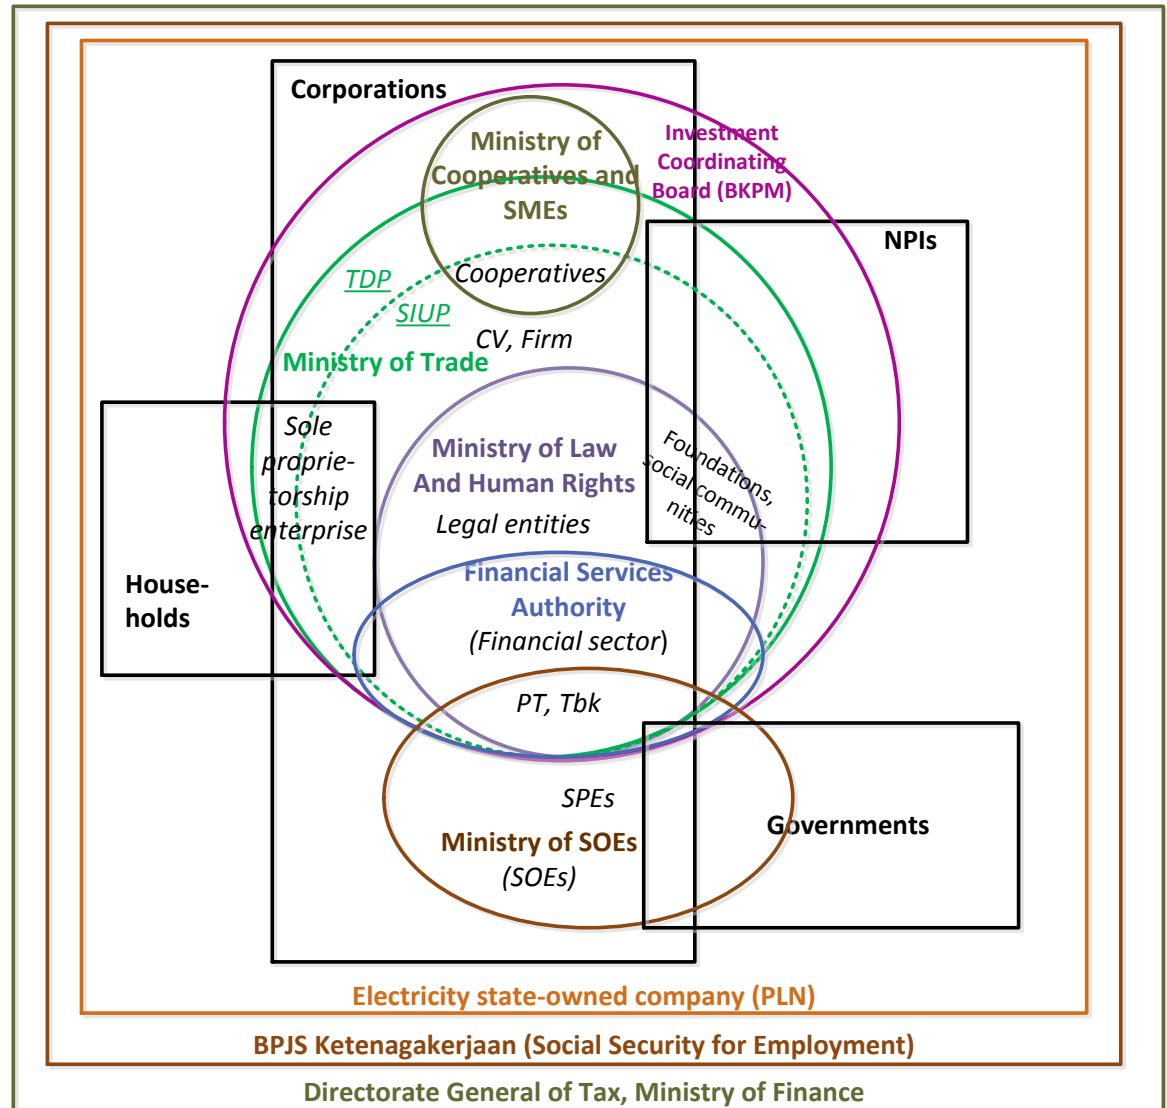 Corporations
Ministry of
Cooperatives and
SMEs
Investment
Coordinating
Board (BKPM)
NPIs
Cooperatives
TDP
SIUP
CV, Firm
Ministry of Trade
Sole
proprie-
torship
enterprise
Ministry of Law
And Human Rights
Legal entities
Foundations,
social commu-
nities
House-
holds
Financial Services
Authority
(Financial sector)
PT, Tbk
SPEs
Ministry of SOEs
(SOEs)
Governments
Electricity state-owned company (PLN)
BPJS Ketenagakerjaan (Social Security for Employment)
Directorate General of Tax, Ministry of Finance